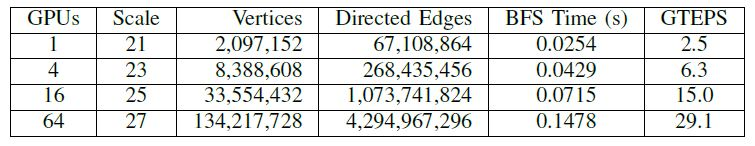 GPUs Scale Vertices Directed Edges BFS Time (s) GTEPS
1 21 2,097,152 67,108,864 0.0254 2.5
4 23 8,388,608 268,435,456 0.0429 6.3
16 25 33,554,432 1,073,741,824 0.0715 15.0
64 27 134,217,728 4,294,967,296 0.1478 29.1